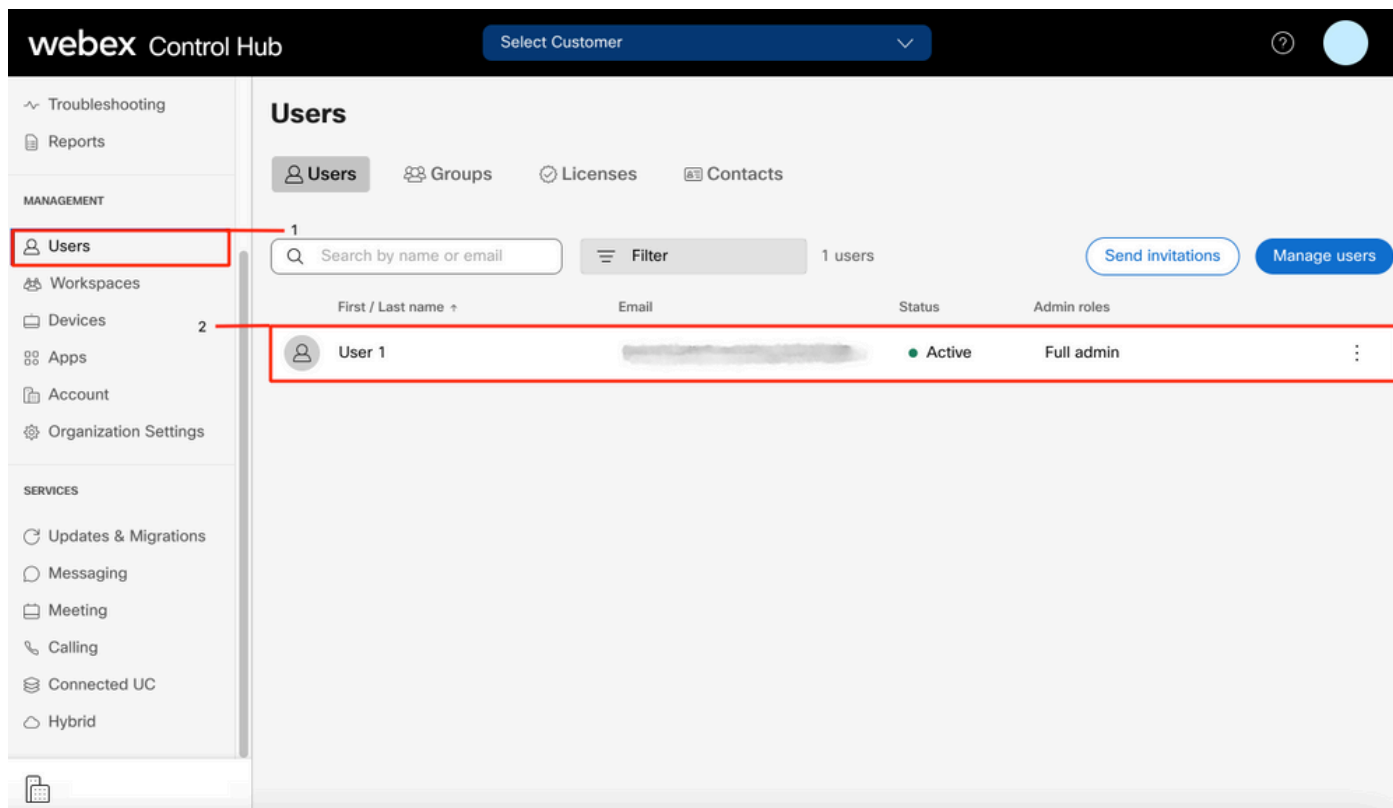 webex Control Hub
Select Customer
Troubleshooting
Reports
MANAGEMENT
Users
Workspaces
Devices
Apps
Account
Organization Settings
SERVICES
Updates & Migrations
Messaging
Meeting
Calling
Connected UC
Hybrid
1
2
Users
Users Groups Licenses Contacts
Search by name or email Filter 1 users Send invitations Manage users
First / Last name ↑ Email Status Admin roles
User 1 Active Full admin